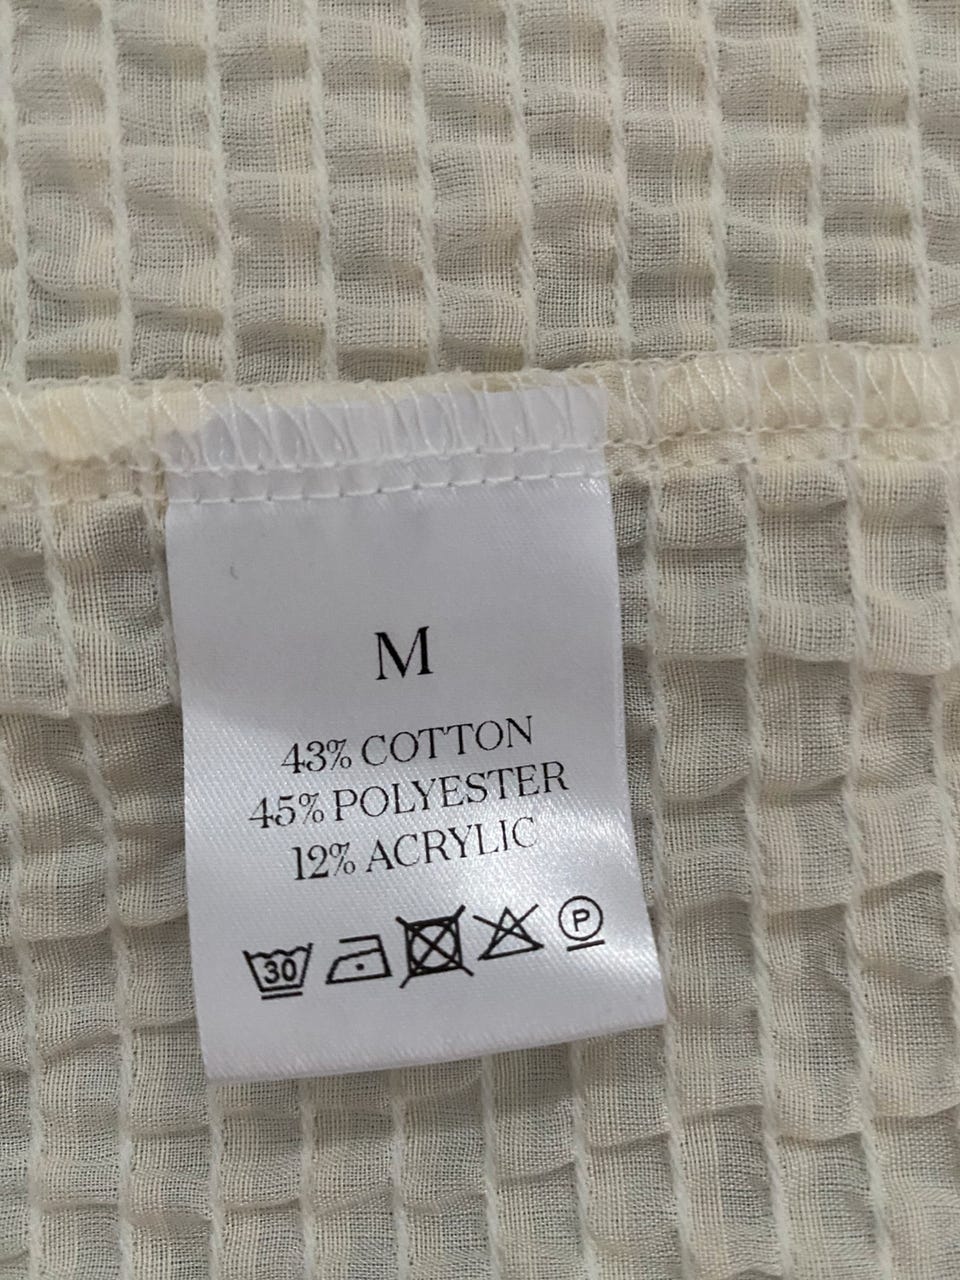 M
43% COTTON
45% POLYESTER
12% ACRYLIC
30 P